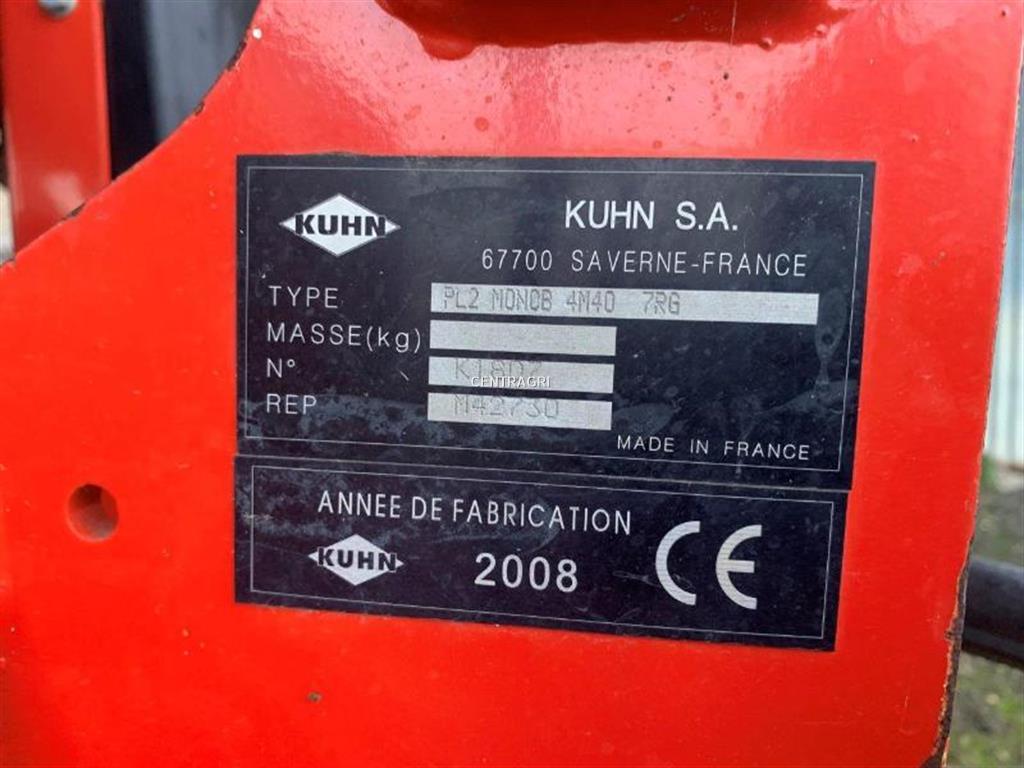 KUHN
KUHN S.A.
67700 SAVERNE-FRANCE
TYPE PL2 MONOB 4M40 7RG
MASSE(kg)
N°
CENTRAGRI
REP M42730
MADE IN FRANCE
ANNEE DE FABRICATION
KUHN 2008 CE